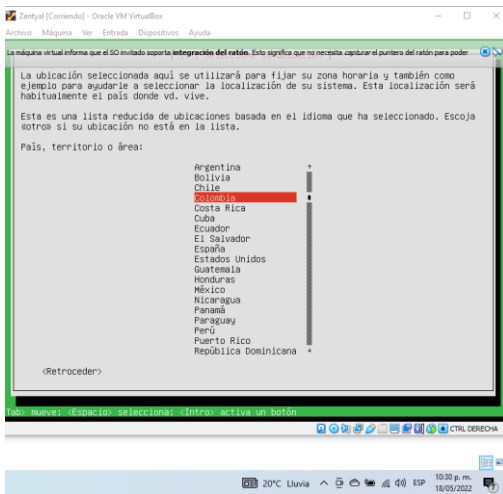 Zentyal [Corriendo] - Oracle VM VirtualBox
Archivo Máquina Ver Entrada Dispositivos Ayuda
La máquina virtual informa que el SO invitado soporta integración del ratón. Esto significa que no necesita capturar el puntero del ratón para poder
La ubicación seleccionada aquí se utilizará para fijar su zona horaria y también como
ejemplo para ayudarle a seleccionar la localización de su sistema. Esta localización será
habitualmente el país donde vd. vive.
Esta es una lista reducida de ubicaciones basada en el idioma que ha seleccionado. Escoja
«otro» si su ubicación no está en la lista.
País, territorio o área:
Argentina
Bolivia
Chile
Colombia
Costa Rica
Cuba
Ecuador
El Salvador
España
Estados Unidos
Guatemala
Honduras
México
Nicaragua
Panamá
Paraguay
Perú
Puerto Rico
República Dominicana
<Retroceder>
Tab> mueve; <Espacio> selecciona; <Intro> activa un botón
CTRL DERECHA
20°C Lluvia ESP 10:30 p. m.
18/05/2022